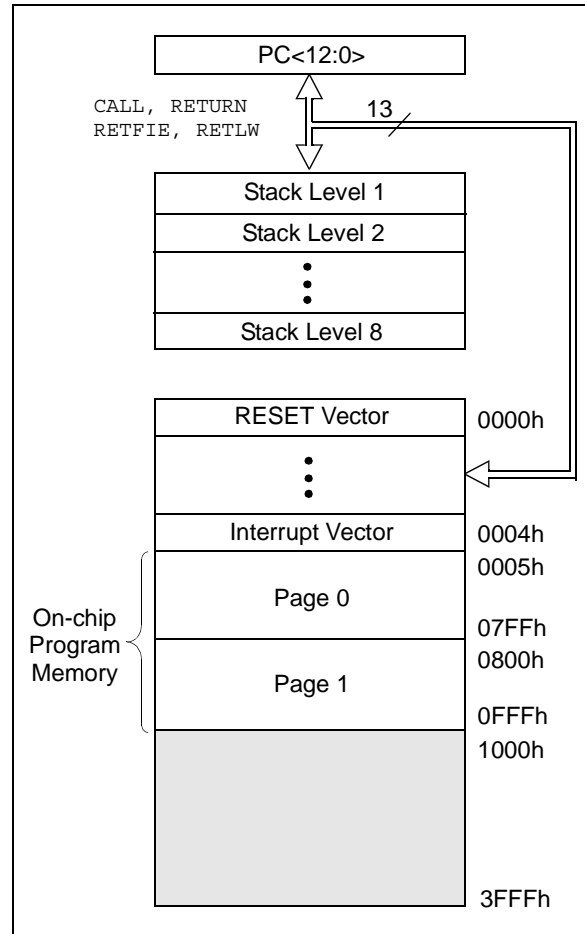 PC<12:0>
CALL, RETURN
RETFIE, RETLW
13
Stack Level 1
Stack Level 2
Stack Level 8
RESET Vector
0000h
Interrupt Vector
0004h
0005h
On-chip
Program
Memory
Page 0
07FFh
0800h
Page 1
0FFFh
1000h
3FFFh